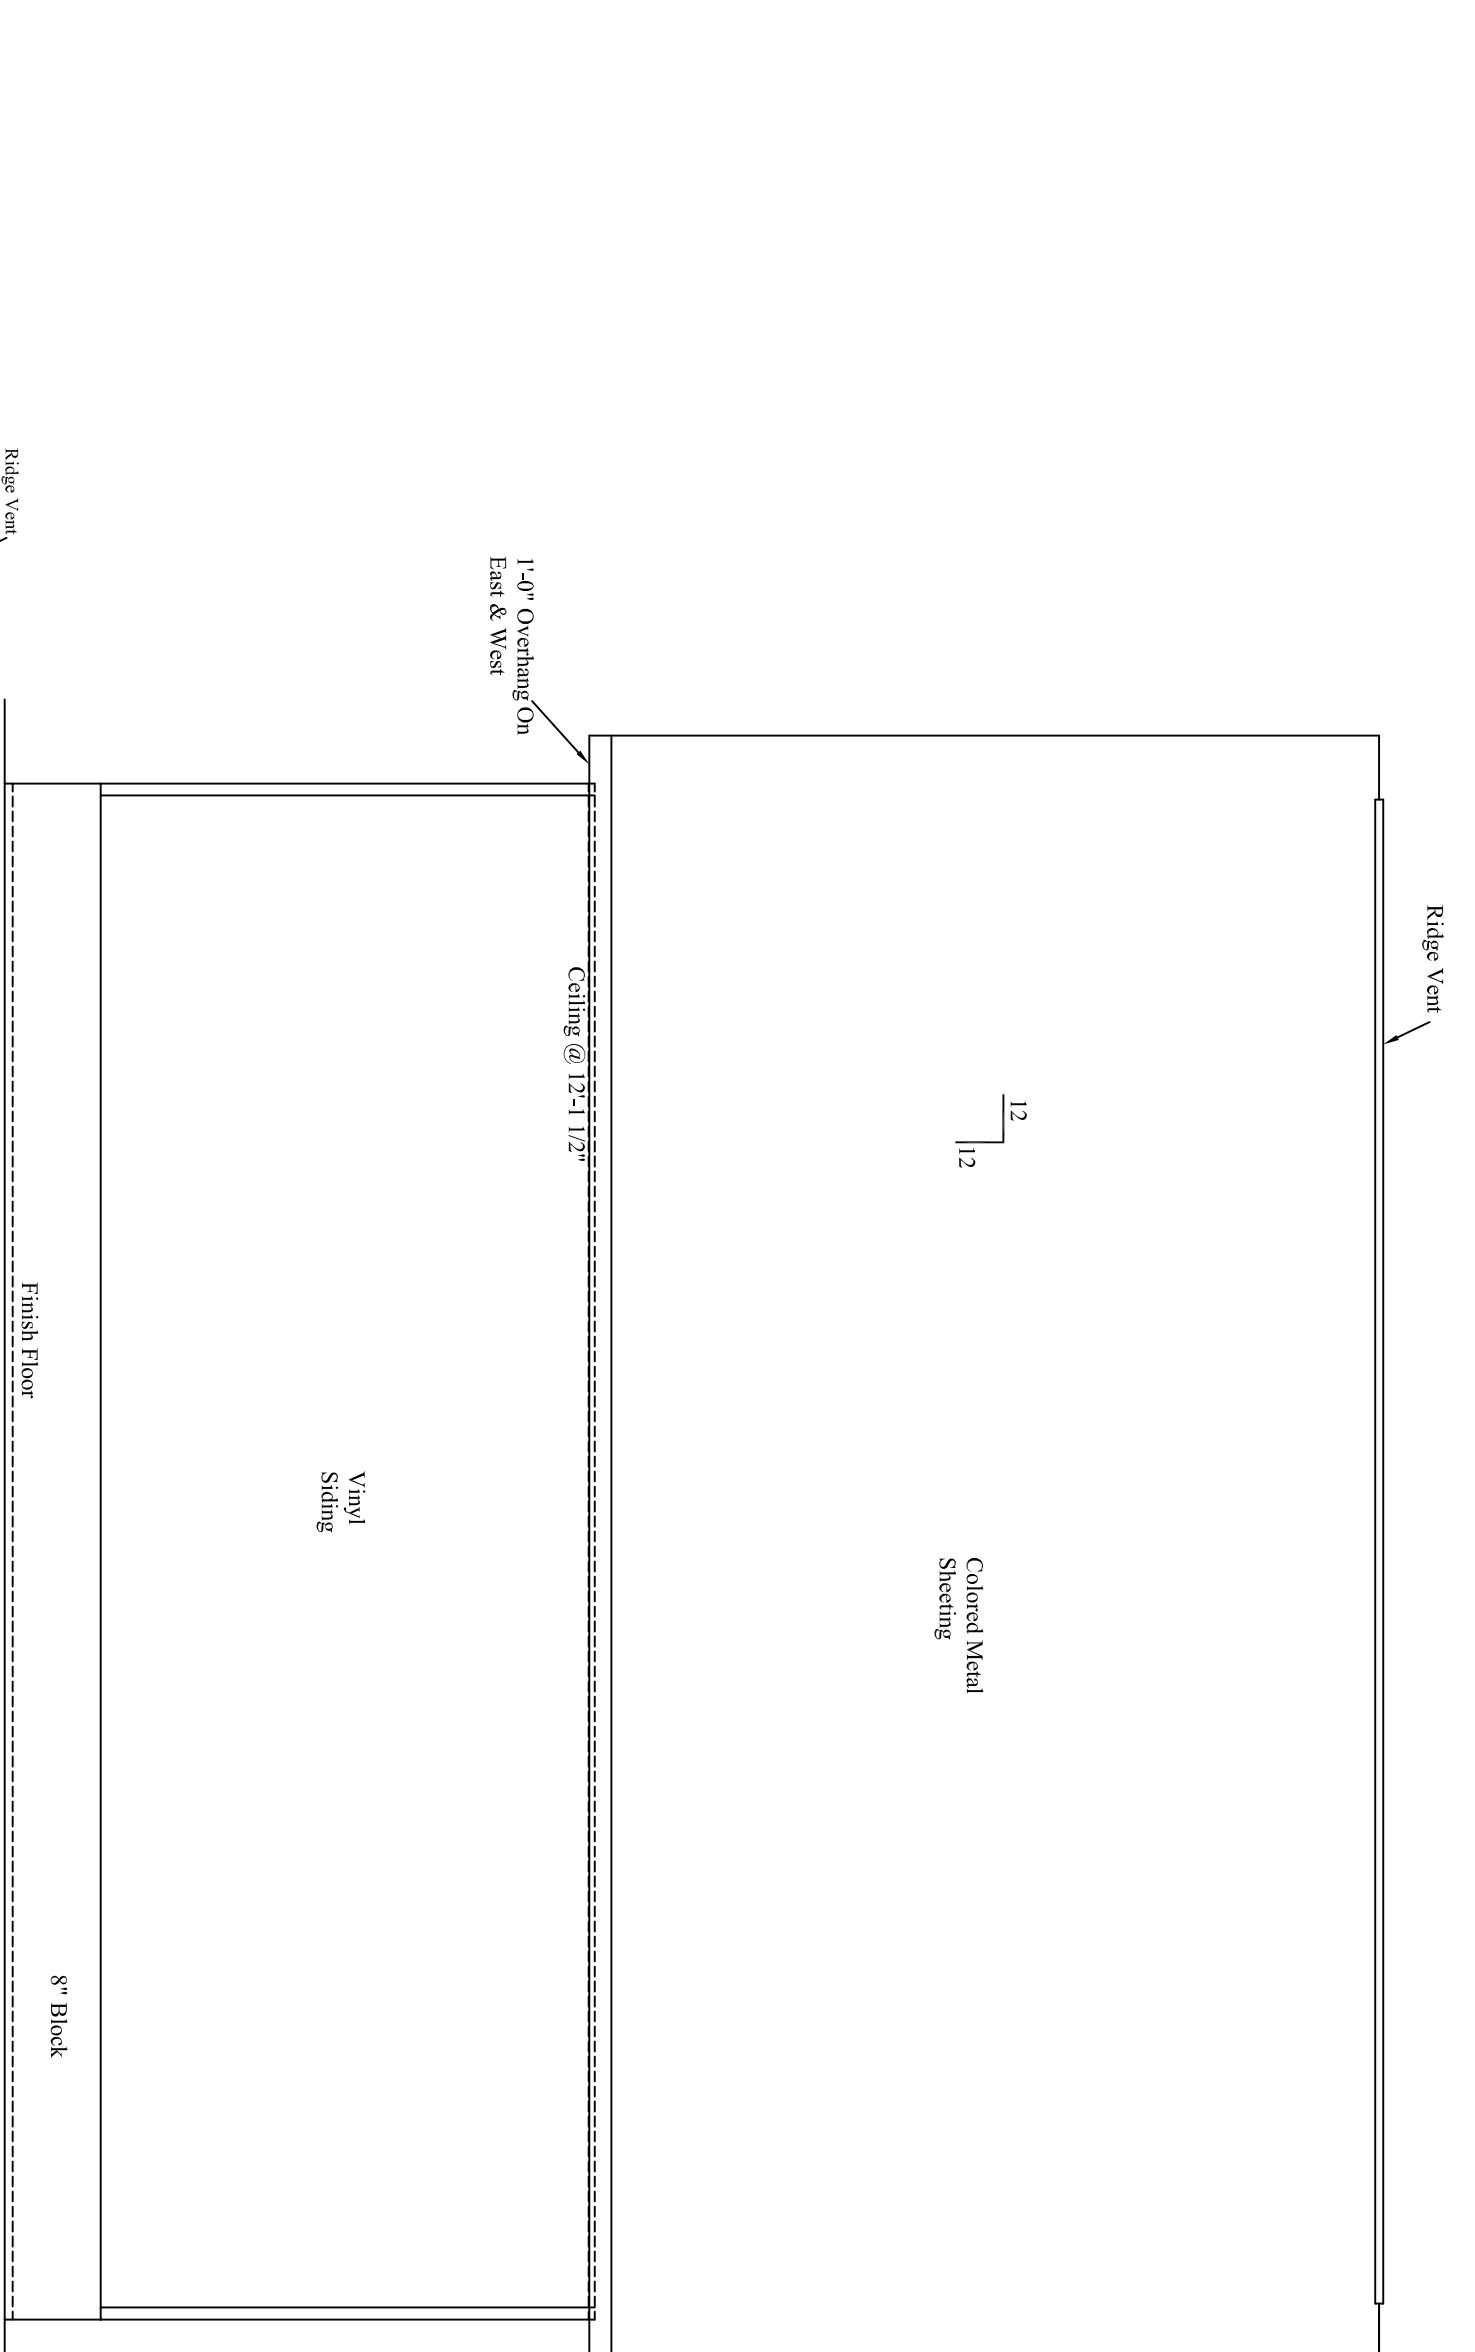 Ridge Vent
12
12
Colored Metal
Sheeting
1'-0" Overhang On
East & West
Ceiling @ 12'-1 1/2"
Vinyl
Siding
8" Block
Finish Floor
Ridge Vent